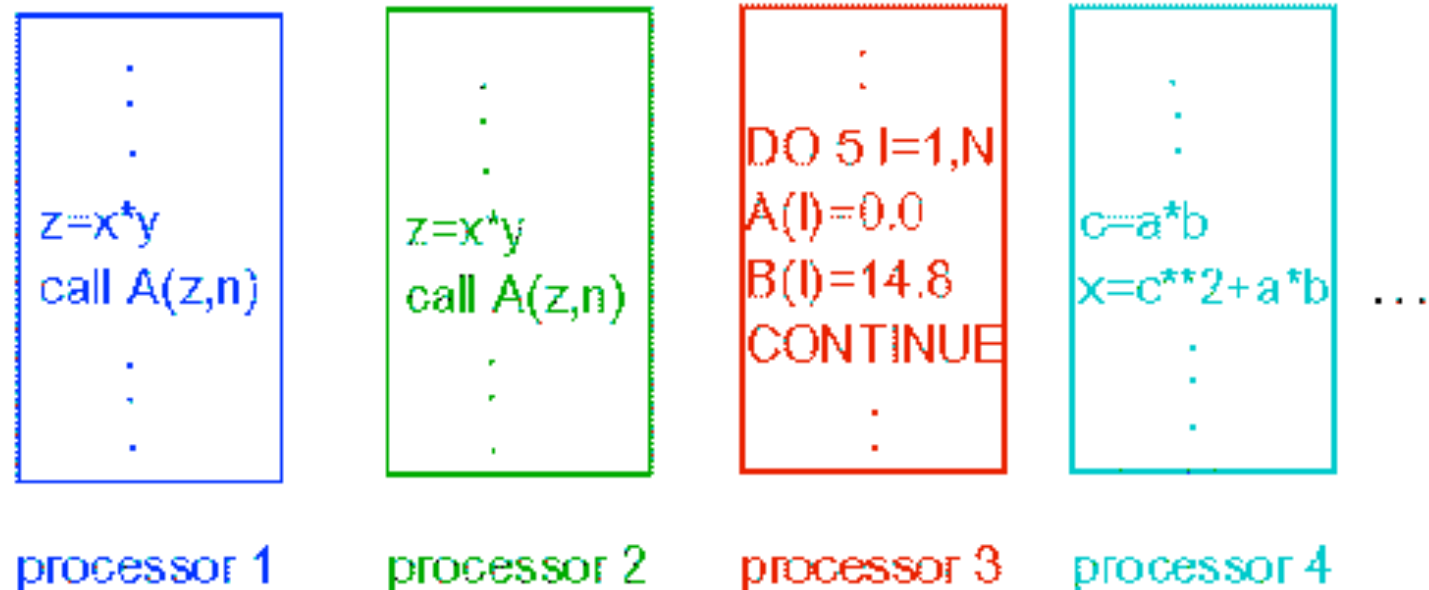 z=x*y
call A(z,n)
z=x*y
call A(z,n)
DO 5 I=1,N
A(I)=0.0
B(I)=14.8
CONTINUE
c=a*b
x=c**2+a*b
...
processor 1
processor 2
processor 3
processor 4